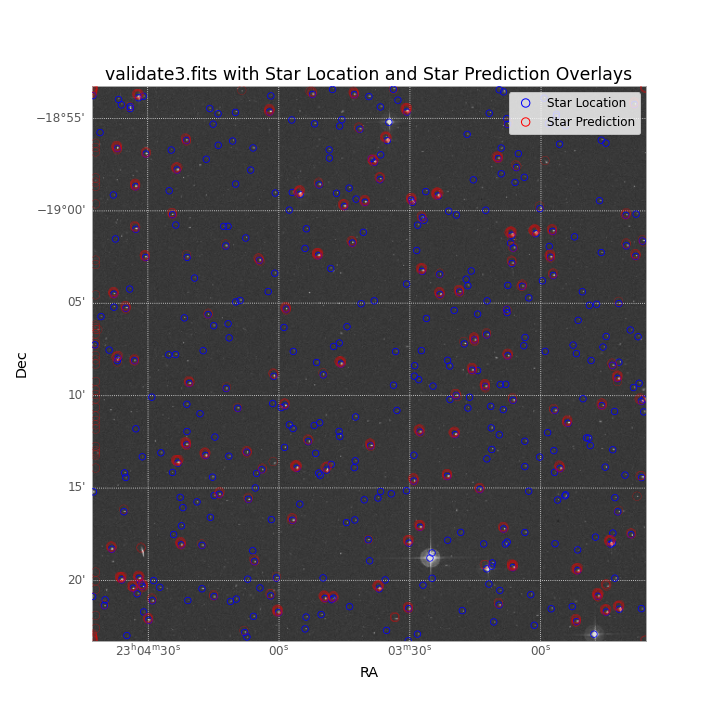 validate3.fits with Star Location and Star Prediction Overlays
Star Location
Star Prediction
−18°55'
−19°00'
05'
10'
15'
20'
Dec
23ʰ04ᵐ30ˢ 00ˢ 03ᵐ30ˢ 00ˢ
RA